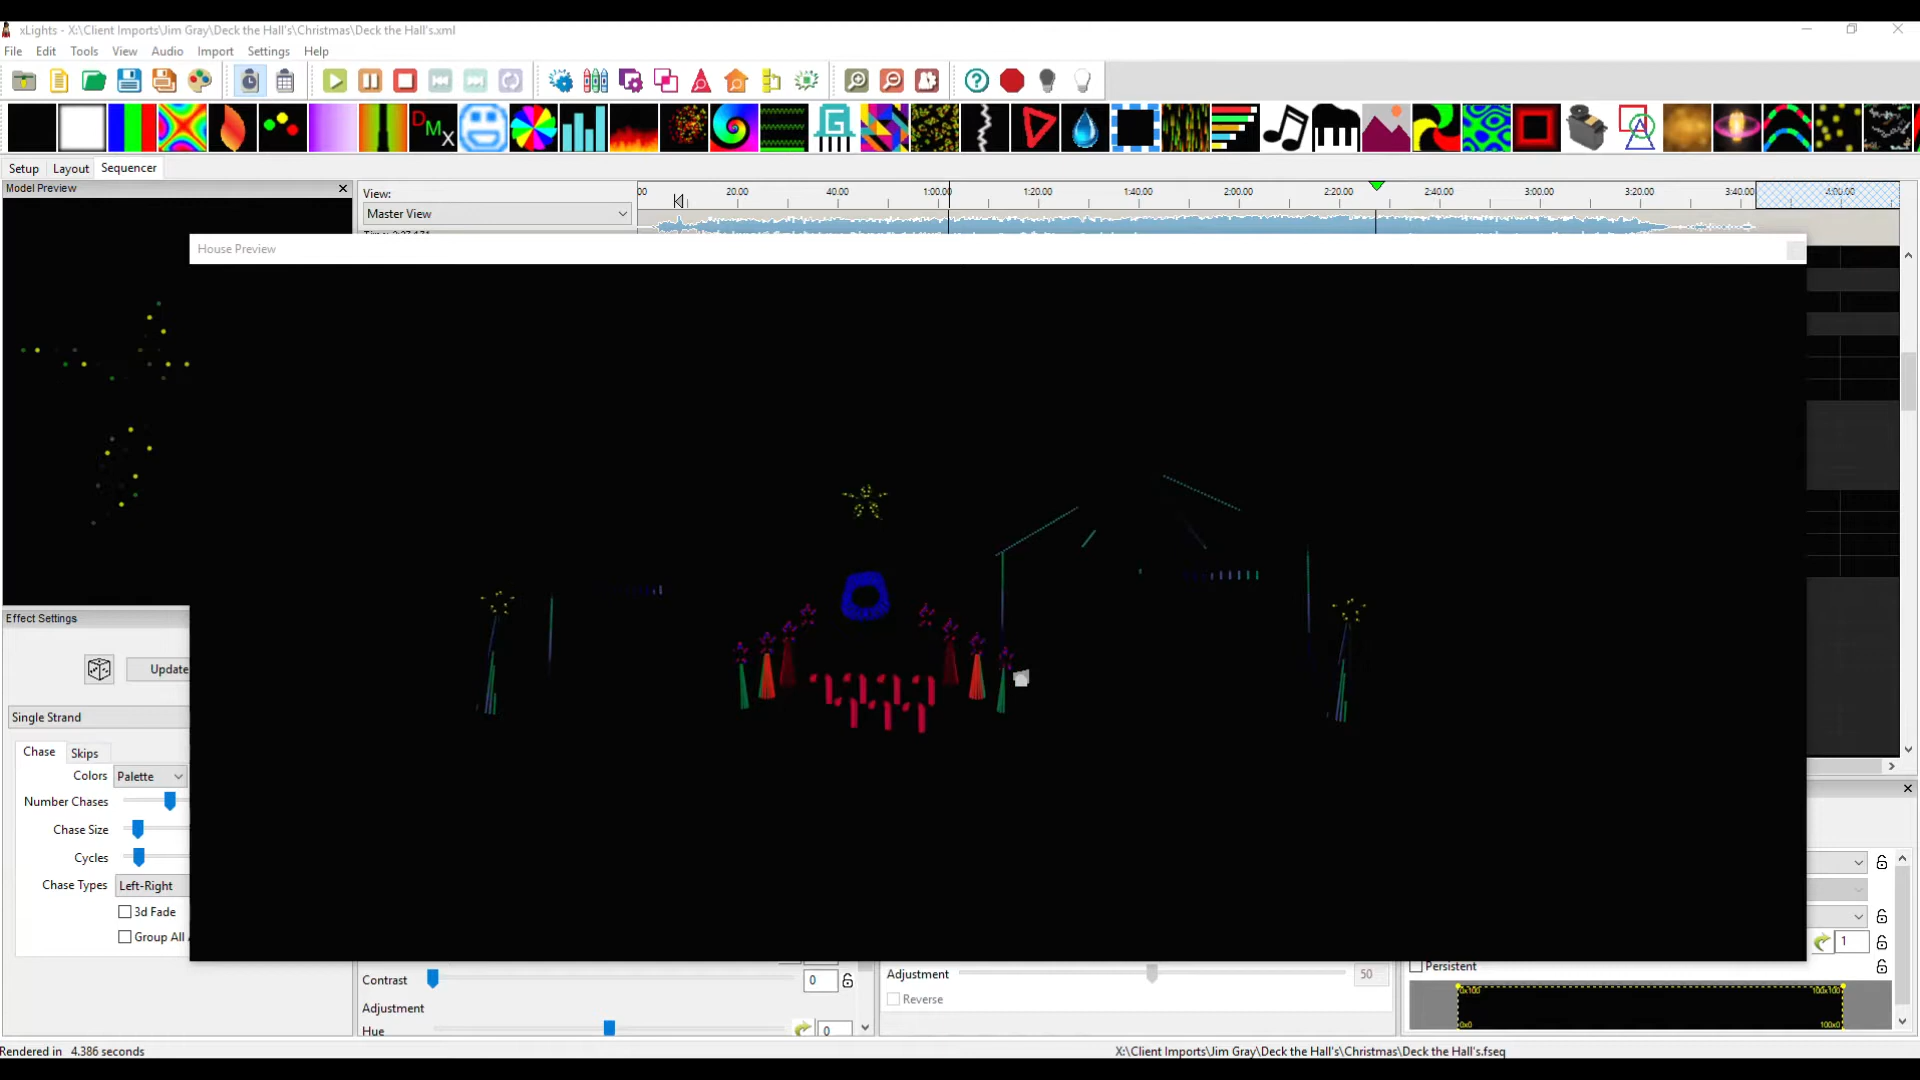 xLights - X:\Client Imports\Jim Gray\Deck the Hall's\Christmas\Deck the Hall's.xml
File Edit Tools View Audio Import Settings Help
DMX
Setup Layout Sequencer
Model Preview
View:
Master View
00 20.00 40.00 1:00.00 1:20.00 1:40.00 2:00.00 2:20.00 2:40.00 3:00.00 3:20.00 3:40.00 4:00.00
House Preview
Effect Settings
Update
Single Strand
Chase Skips
Colors Palette
Number Chases
Chase Size
Cycles
Chase Types Left-Right
3d Fade
Group All
1
Contrast 0
Adjustment 50
Persistent
Reverse
Adjustment
Hue 0
0x100 100x100
0x0 100x0
Rendered in 4.386 seconds
X:\Client Imports\Jim Gray\Deck the Hall's\Christmas\Deck the Hall's.fseq